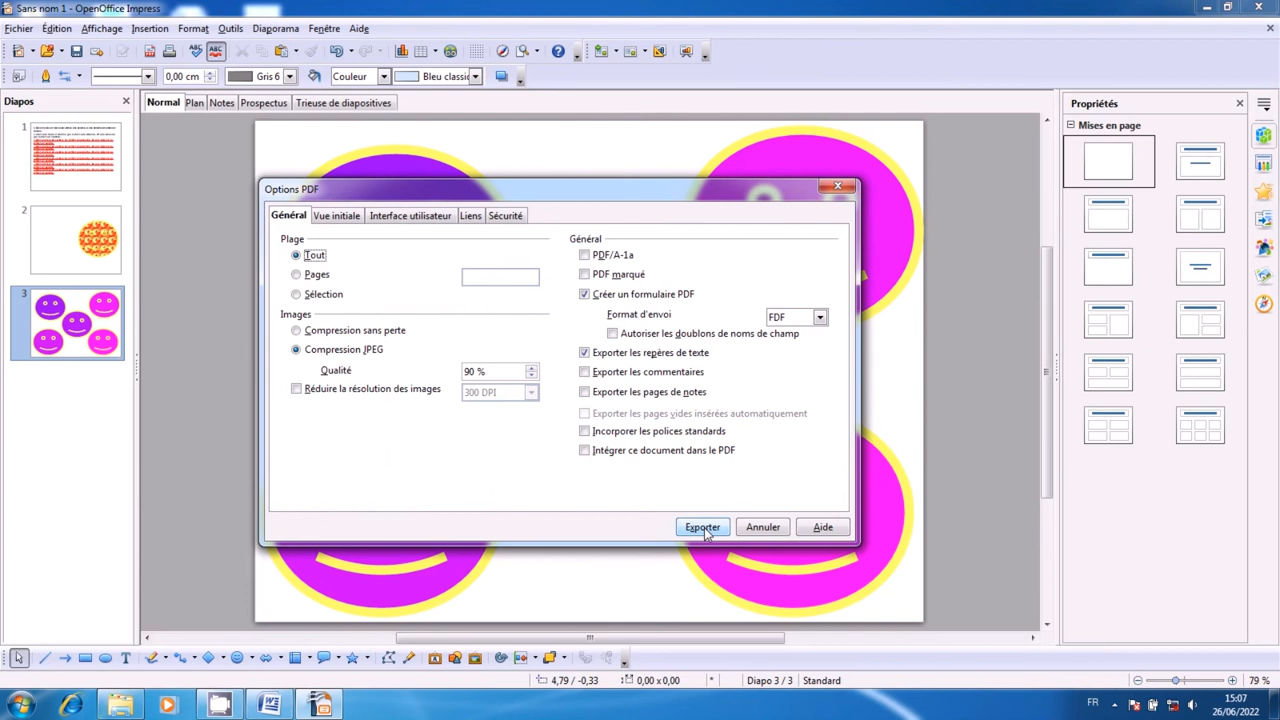 Sans nom 1 - OpenOffice Impress
Fichier Édition Affichage Insertion Format Outils Diaporama Fenêtre Aide
0,00 cm Gris 6 Couleur Bleu classic
Diapos
Normal Plan Notes Prospectus Trieuse de diapositives
Propriétés
Mises en page
1
2
3
Options PDF
Général Vue initiale Interface utilisateur Liens Sécurité
Plage
Tout
Pages
Sélection
Images
Compression sans perte
Compression JPEG
Qualité 90 %
Réduire la résolution des images 300 DPI
Général
PDF/A-1a
PDF marqué
Créer un formulaire PDF
Format d'envoi FDF
Autoriser les doublons de noms de champ
Exporter les repères de texte
Exporter les commentaires
Exporter les pages de notes
Exporter les pages vides insérées automatiquement
Incorporer les polices standards
Intégrer ce document dans le PDF
Exporter Annuler Aide
4,79 / -0,33 0,00 x 0,00 * Diapo 3 / 3 Standard 79 %
FR 15:07
26/06/2022